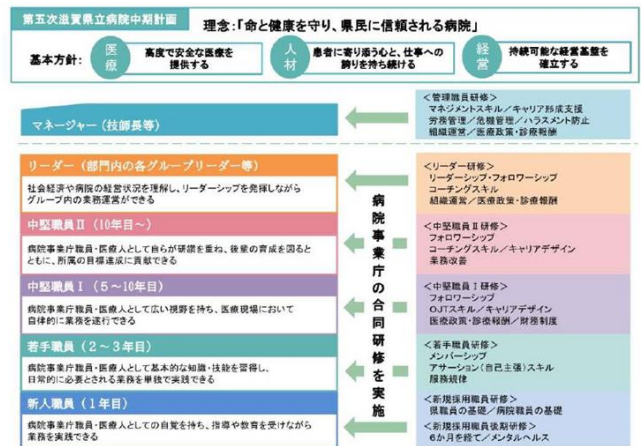 第五次滋賀県立病院中期計画
理念：「命と健康を守り、県民に信頼される病院」
基本方針：
医療
高度で安全な医療を
提供する
人材
患者に寄り添う心と、仕事への
誇りを持ち続ける
経営
持続可能な経営基盤を
確立する
マネージャー（技師長等）
＜管理職員研修＞
マネジメントスキル／キャリア形成支援
労務管理／危機管理／ハラスメント防止
組織運営／医療政策・診療報酬
リーダー（部門内の各グループリーダー等）
社会経済や病院の経営状況を理解し、リーダーシップを発揮しながら
グループ内の業務運営ができる
＜リーダー研修＞
リーダーシップ・フォロワーシップ
コーチングスキル
組織運営／医療政策・診療報酬
中堅職員Ⅱ（10年目～）
病院事業庁職員・医療人として自らが研鑽を重ね、後輩の育成を図ると
ともに、所属の目標達成に貢献できる
＜中堅職員Ⅱ研修＞
フォロワーシップ
コーチングスキル／キャリアデザイン
業務改善
中堅職員Ⅰ（５～10年目）
病院事業庁職員・医療人として広い視野を持ち、医療現場において
自律的に業務を遂行できる
＜中堅職員Ⅰ研修＞
フォロワーシップ
OJTスキル／キャリアデザイン
医療政策・診療報酬／財務制度
若手職員（２～３年目）
病院事業庁職員・医療人として基本的な知識・技能を習得し、
日常的に必要とされる業務を単独で実践できる
＜若手職員研修＞
メンバーシップ
アサーション（自己主張）スキル
服務規律
新人職員（１年目）
病院事業庁職員・医療人としての自覚を持ち、指導や教育を受けながら
業務を実践できる
＜新規採用職員研修＞
県職員の基礎／病院職員の基礎
＜新規採用職員後期研修＞
6か月を経て／メンタルヘルス
病院事業庁の合同研修を実施